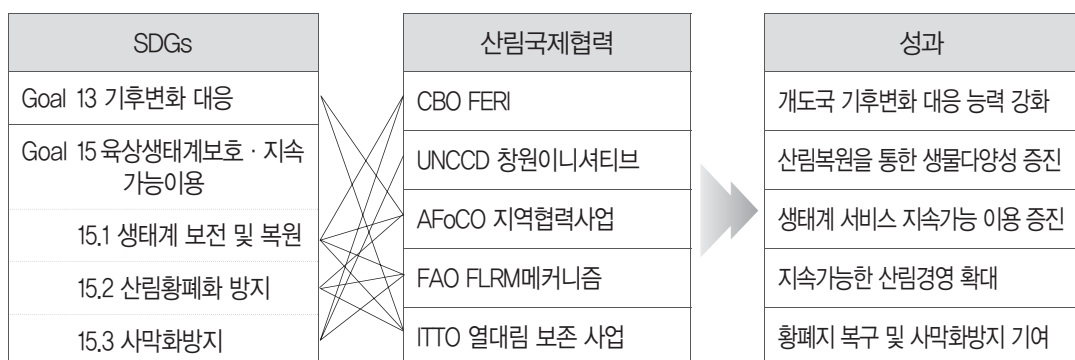 SDGs
Goal 13 기후변화 대응
Goal 15 육상생태계보호·지속
가능이용
15.1 생태계 보전 및 복원
15.2 산림황폐화 방지
15.3 사막화방지
산림국제협력
CBO FERI
UNCCD 창원이니셔티브
AFoCO 지역협력사업
FAO FLRM메커니즘
ITTO 열대림 보존 사업
성과
개도국 기후변화 대응 능력 강화
산림복원을 통한 생물다양성 증진
생태계 서비스 지속가능 이용 증진
지속가능한 산림경영 확대
황폐지 복구 및 사막화방지 기여